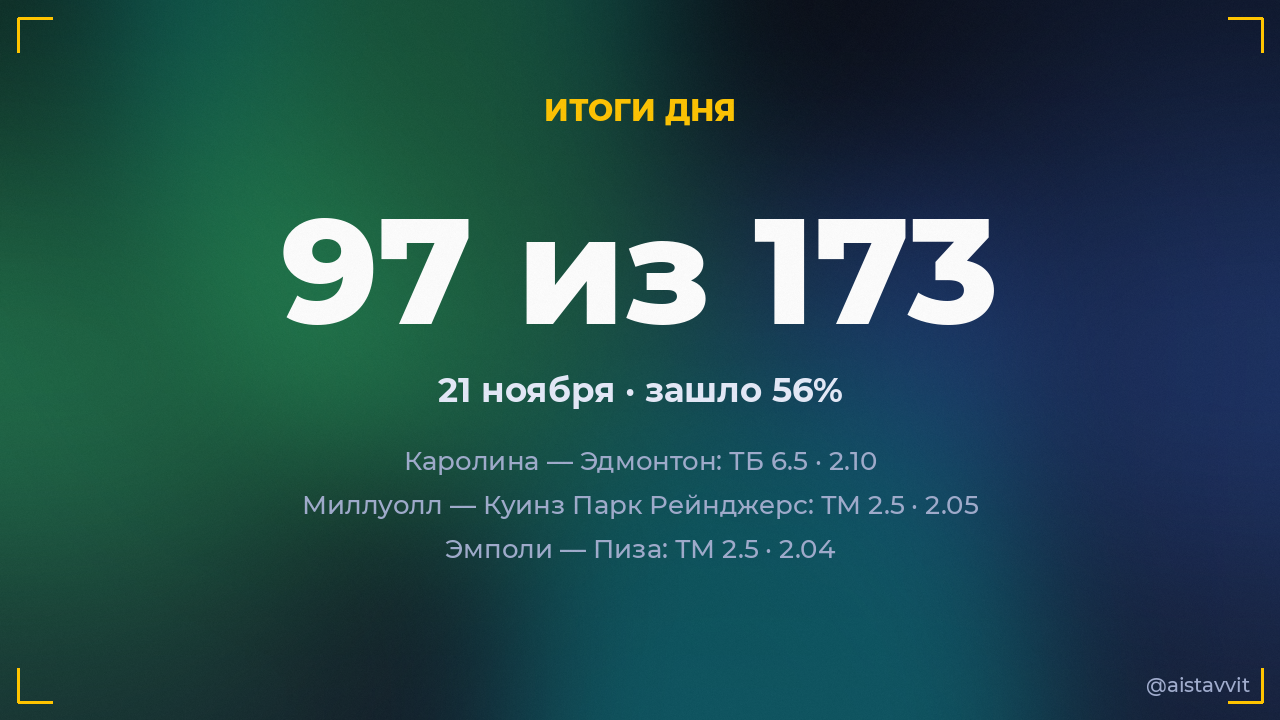 ИТОГИ ДНЯ
97 из 173
21 ноября · зашло 56%
Каролина — Эдмонтон: ТБ 6.5 · 2.10
Миллуолл — Куинз Парк Рейнджерс: ТМ 2.5 · 2.05
Эмполи — Пиза: ТМ 2.5 · 2.04
@aistavvit